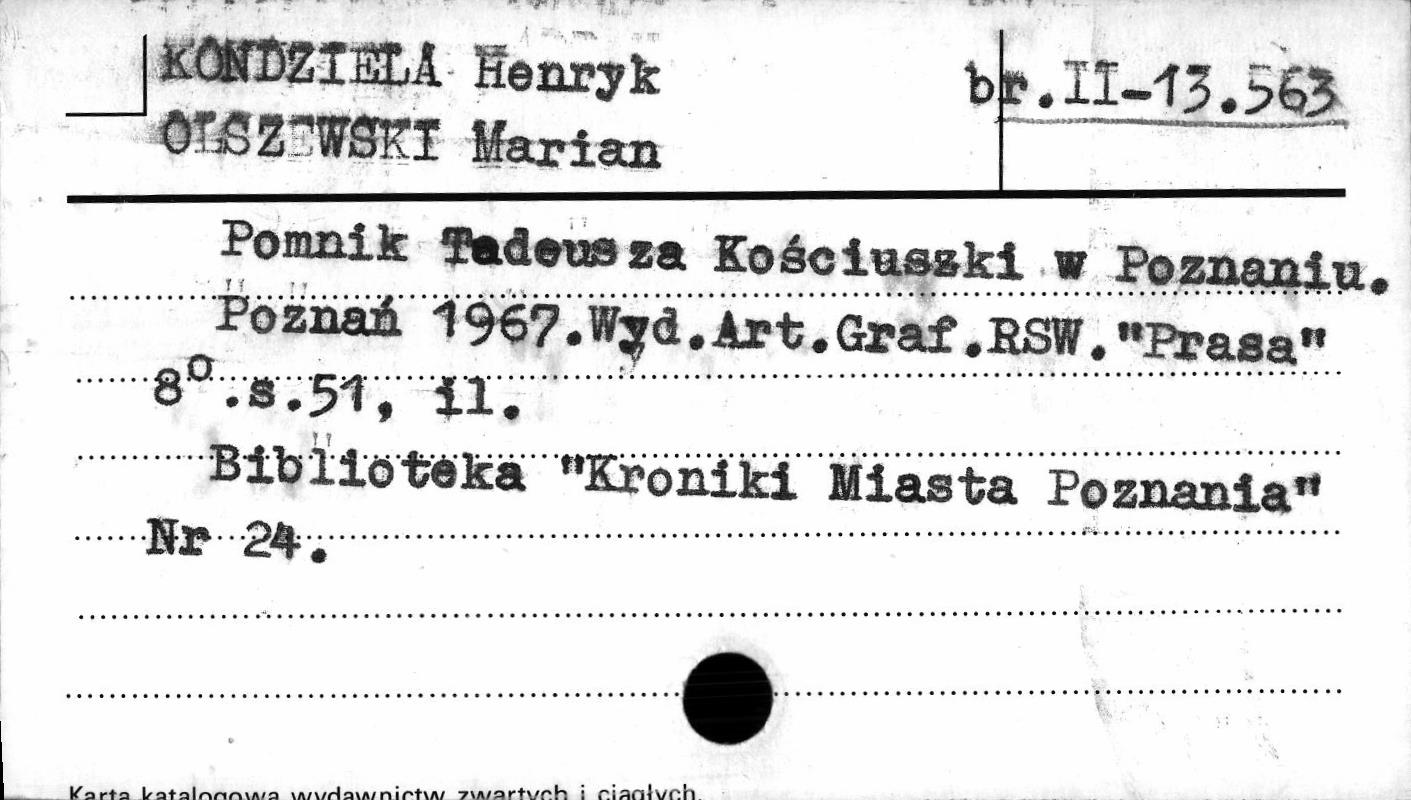 KONDZIELA Henryk br.II-13.563
OLSZEWSKI Marian
Pomnik Tadeusza Kościuszki w Poznaniu.
Poznań 1967.Wyd.Art.Graf.RSW."Prasa"
8°.s.51, il.
Biblioteka "Kroniki Miasta Poznania"
Nr 24.
Karta katalogowa wydawnictw zwartych i ciągłych.